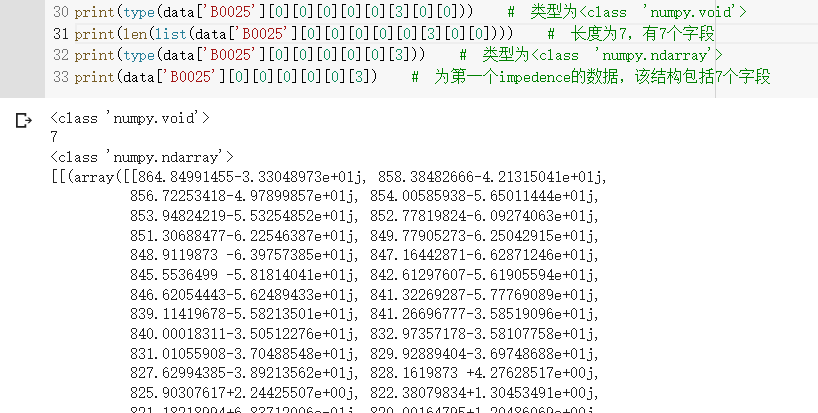 30 print(type(data['B0025'][0][0][0][0][0][3][0][0])) # 类型为<class 'numpy.void'>
31 print(len(list(data['B0025'][0][0][0][0][0][3][0][0]))) # 长度为7，有7个字段
32 print(type(data['B0025'][0][0][0][0][0][3])) # 类型为<class 'numpy.ndarray'>
33 print(data['B0025'][0][0][0][0][0][3]) # 为第一个impedence的数据，该结构包括7个字段
<class 'numpy.void'>
7
<class 'numpy.ndarray'>
[[(array([[864.84991455-3.33048973e+01j, 858.38482666-4.21315041e+01j,
856.72253418-4.97899857e+01j, 854.00585938-5.65011444e+01j,
853.94824219-5.53254852e+01j, 852.77819824-6.09274063e+01j,
851.30688477-6.22546387e+01j, 849.77905273-6.25042915e+01j,
848.9119873 -6.39757385e+01j, 847.16442871-6.62871246e+01j,
845.5536499 -5.81814041e+01j, 842.61297607-5.61905594e+01j,
846.62054443-5.62489433e+01j, 841.32269287-5.77769089e+01j,
839.11419678-5.58213501e+01j, 841.26696777-3.58519096e+01j,
840.00018311-3.50512276e+01j, 832.97357178-3.58107758e+01j,
831.01055908-3.70488548e+01j, 829.92889404-3.69748688e+01j,
827.62994385-3.89213562e+01j, 828.1619873 +4.27628517e+00j,
825.90307617+2.24425507e+00j, 822.38079834+1.30453491e+00j,
821.18218994+6.83712006e-01j, 820.00164795+1.20486069e+00j,